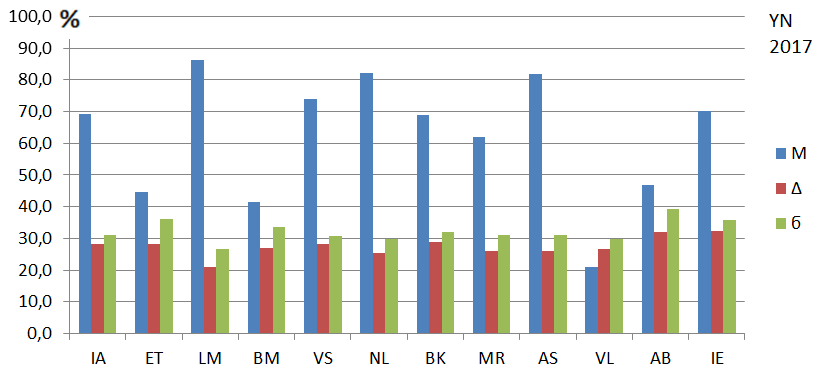 100,0 %
90,0
80,0
70,0
60,0
50,0
40,0
30,0
20,0
10,0
0,0
IA ET LM BM VS NL BK MR AS VL AB IE
YN
2017
M
Δ
б